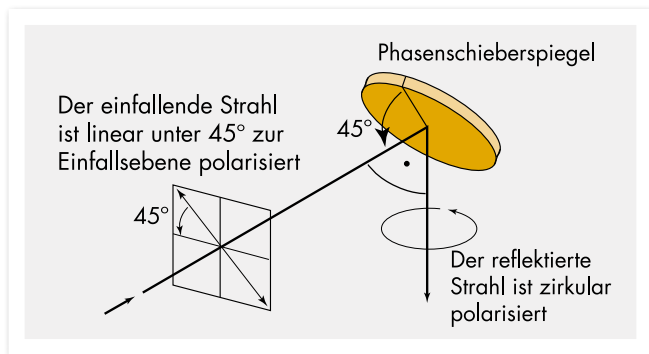 Phasenschieberspiegel
Der einfallende Strahl
ist linear unter 45° zur
Einfallsebene polarisiert
45°
45°
Der reflektierte
Strahl ist zirkular
polarisiert